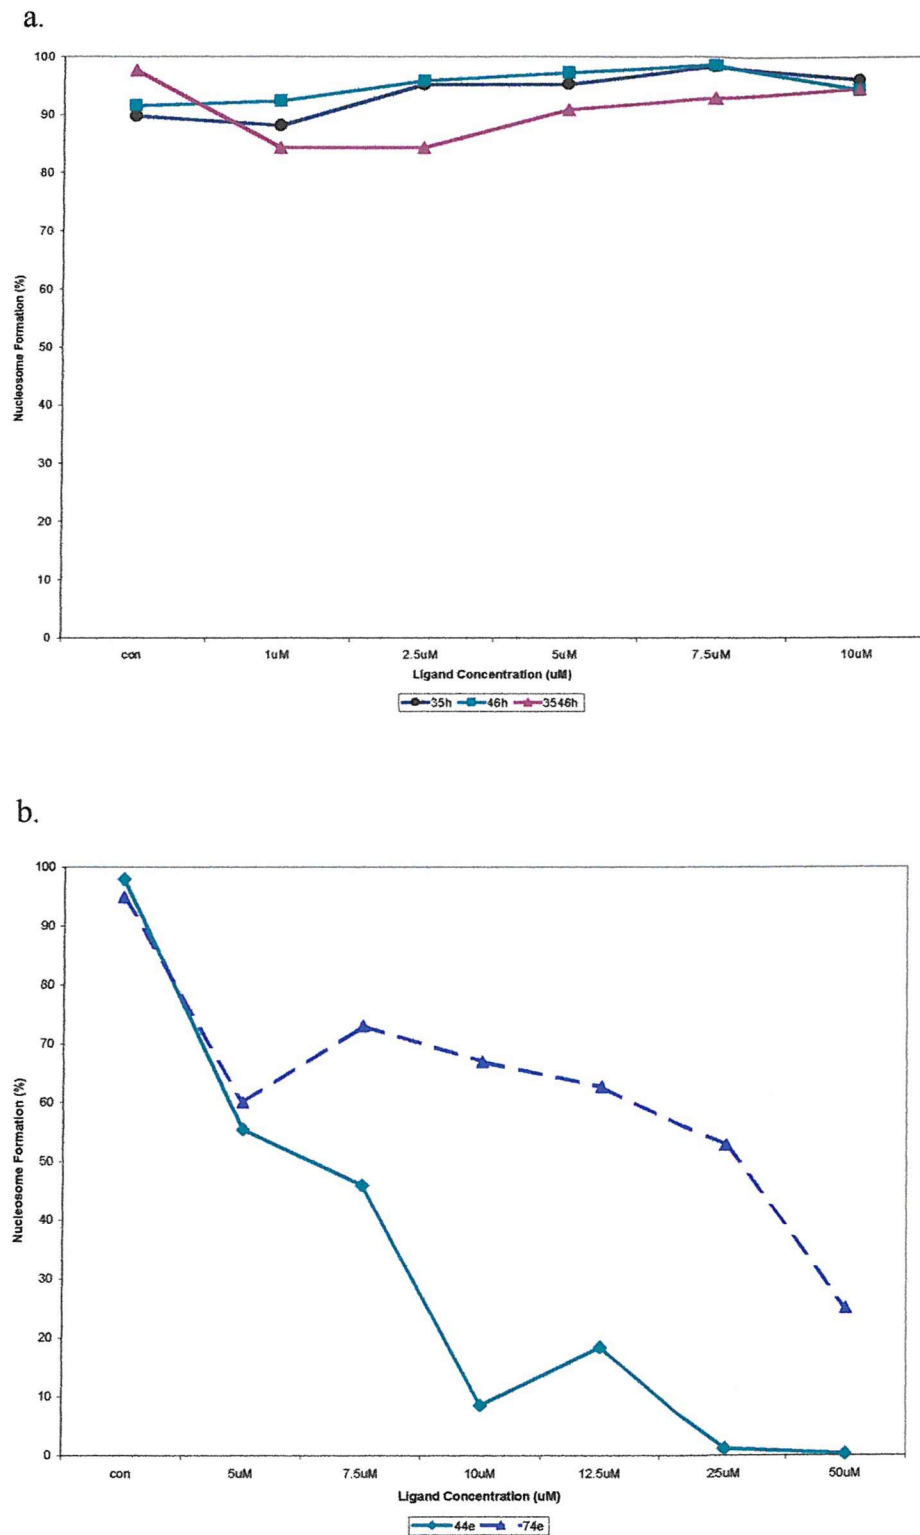 a.
100
90
80
70
60
50
40
30
20
10
0
Nucleosome Formation (%)
con 1uM 2.5uM 5uM 7.5uM 10uM
Ligand Concentration (uM)
35h 46h 3546h
b.
100
90
80
70
60
50
40
30
20
10
0
Nucleosome Formation (%)
con 5uM 7.5uM 10uM 12.5uM 25uM 50uM
Ligand Concentration (uM)
44e 74e